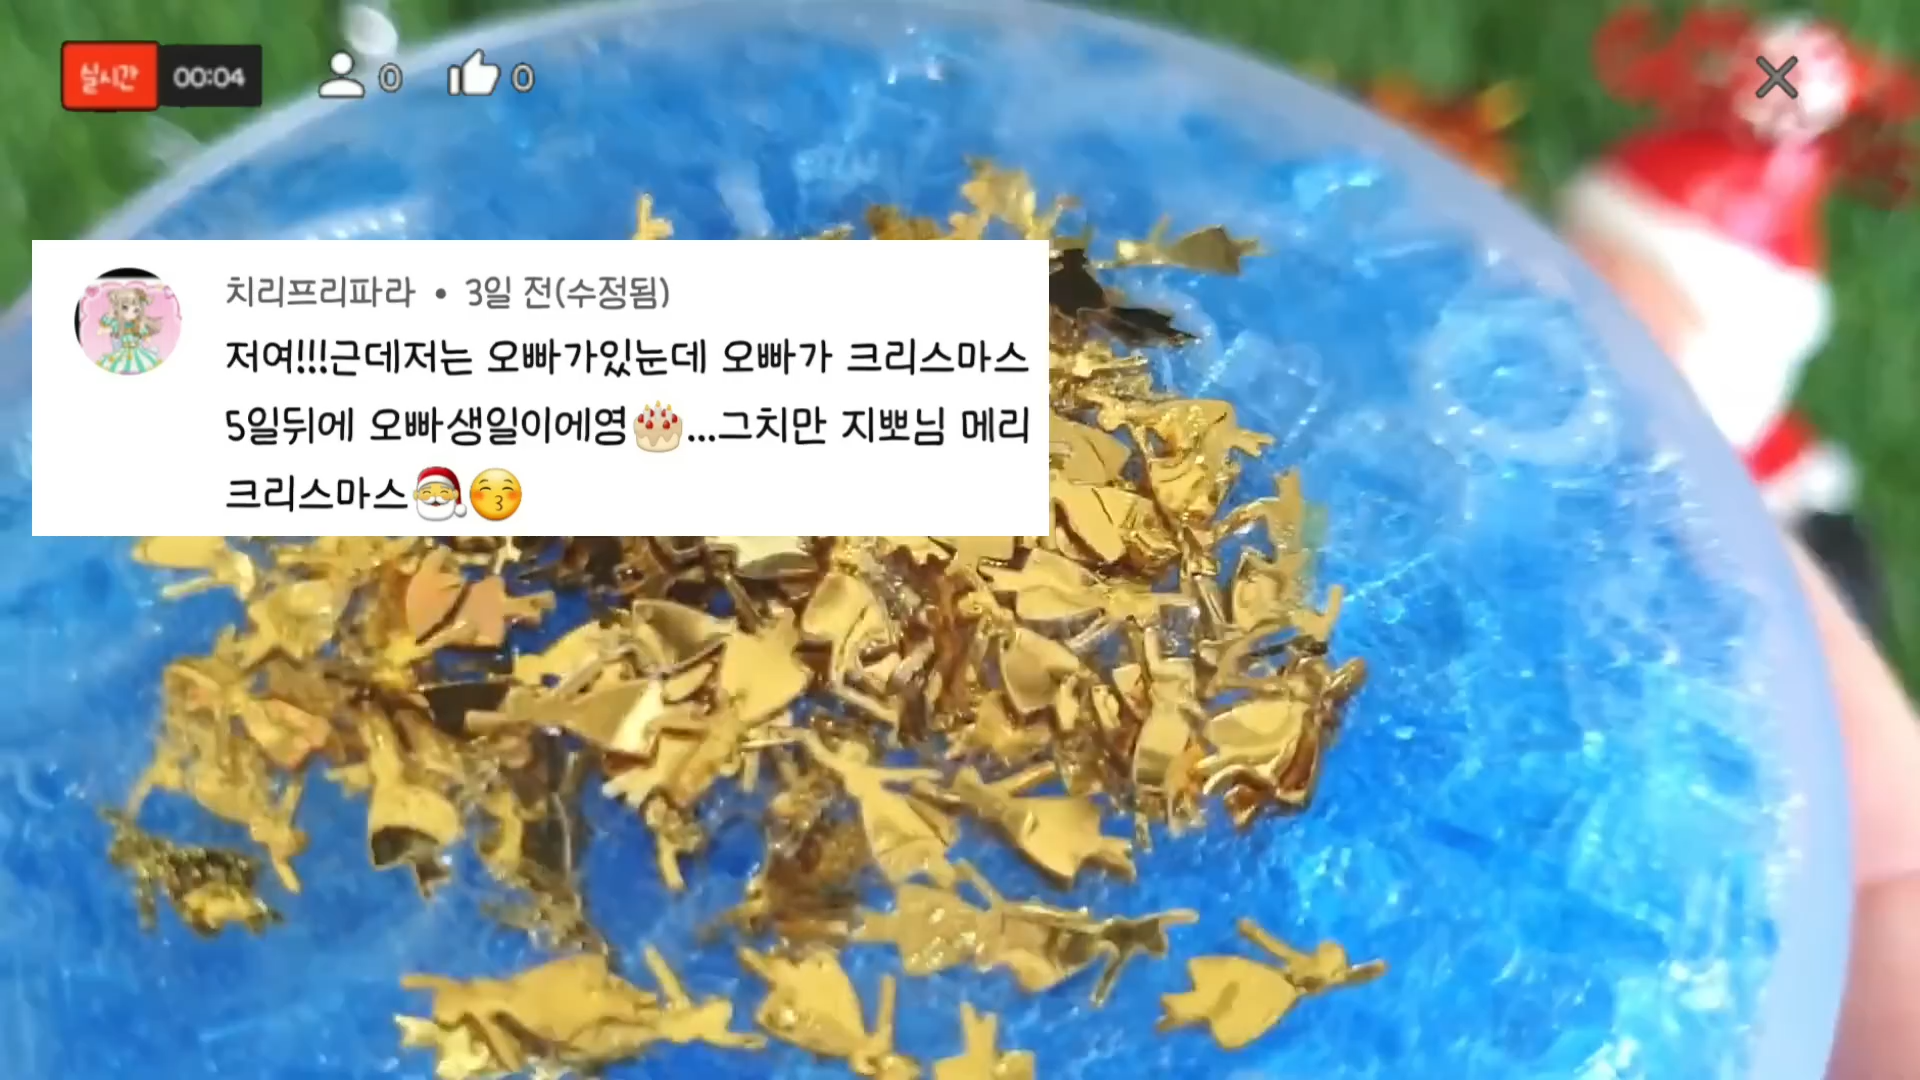 실시간 00:04 0 0
치리프리파라 • 3일 전(수정됨)
저여!!!근데저는 오빠가있눈데 오빠가 크리스마스
5일뒤에 오빠생일이에영🎂...그치만 지뽀님 메리
크리스마스🎅😚